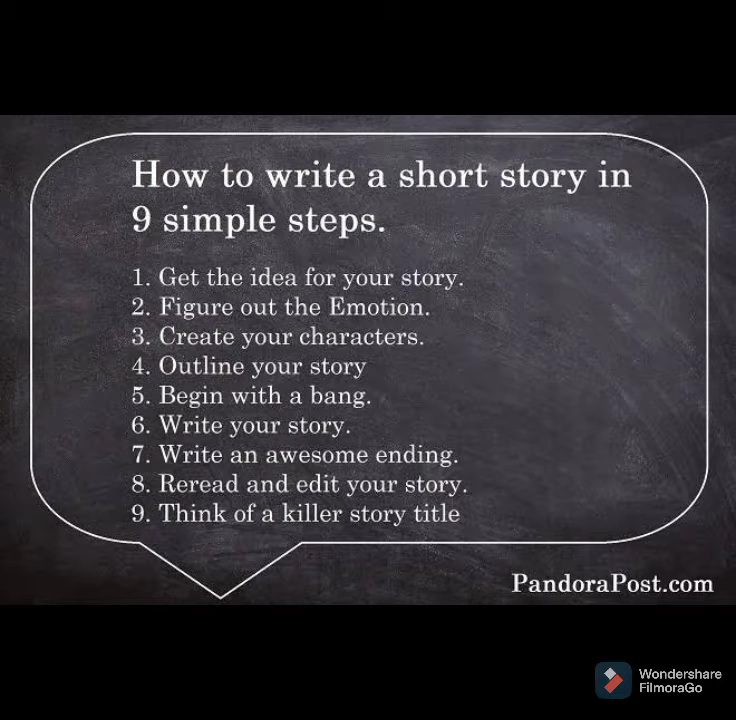 How to write a short story in
9 simple steps.
1. Get the idea for your story.
2. Figure out the Emotion.
3. Create your characters.
4. Outline your story
5. Begin with a bang.
6. Write your story.
7. Write an awesome ending.
8. Reread and edit your story.
9. Think of a killer story title
PandoraPost.com
Wondershare
FilmoraGo